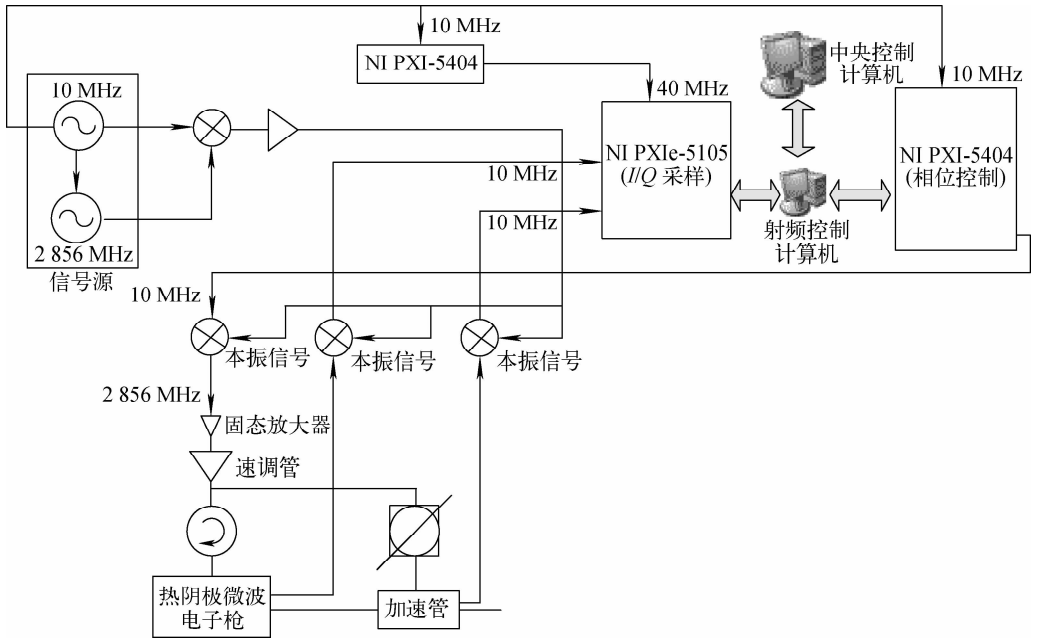 10 MHz
NI PXI-5404
40 MHz
中央控制
计算机
10 MHz
10 MHz
2 856 MHz
信号源
NI PXIe-5105
(I/Q 采样)
10 MHz
10 MHz
射频控制
计算机
NI PXI-5404
(相位控制)
10 MHz
本振信号
本振信号
本振信号
2 856 MHz
固态放大器
速调管
热阴极微波
电子枪
加速管